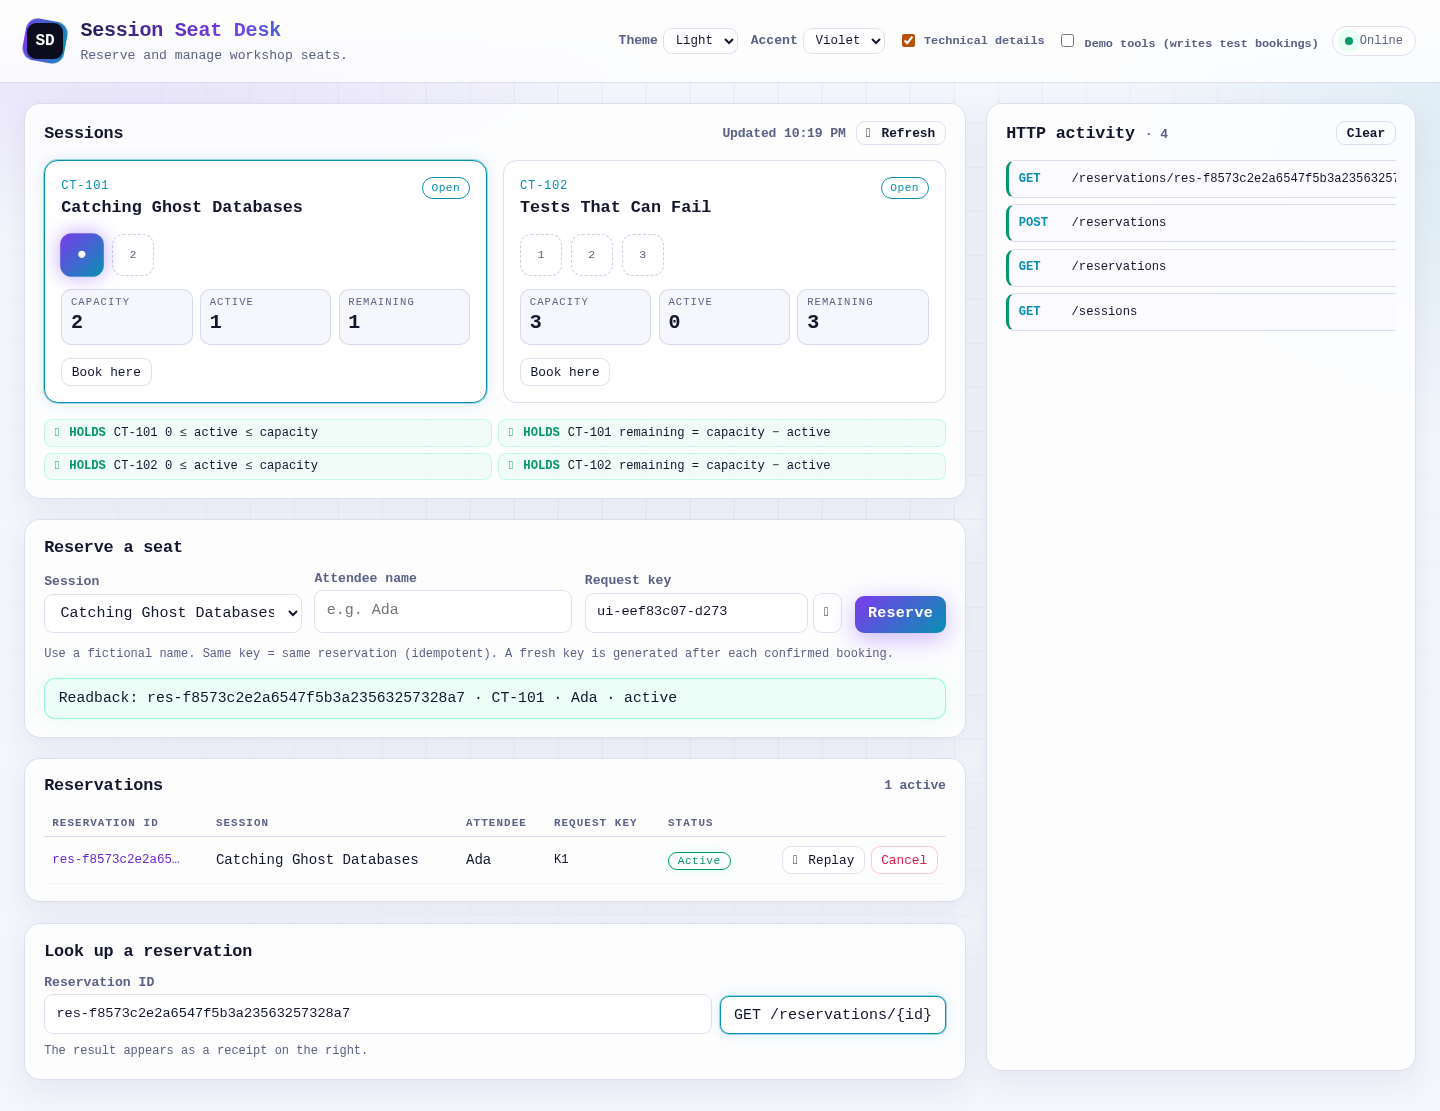 SD
Session Seat Desk
Reserve and manage workshop seats.
Theme Light Accent Violet Technical details Demo tools (writes test bookings) Online
Sessions
Updated 10:19 PM Refresh
CT-101
Open
Catching Ghost Databases
2
CAPACITY ACTIVE REMAINING
2 1 1
Book here
CT-102
Open
Tests That Can Fail
1 2 3
CAPACITY ACTIVE REMAINING
3 0 3
Book here
HOLDS CT-101 0 ≤ active ≤ capacity
HOLDS CT-101 remaining = capacity − active
HOLDS CT-102 0 ≤ active ≤ capacity
HOLDS CT-102 remaining = capacity − active
Reserve a seat
Session
Catching Ghost Databases
Attendee name
e.g. Ada
Request key
ui-eef83c07-d273
Reserve
Use a fictional name. Same key = same reservation (idempotent). A fresh key is generated after each confirmed booking.
Readback: res-f8573c2e2a6547f5b3a23563257328a7 · CT-101 · Ada · active
Reservations
1 active
RESERVATION ID SESSION ATTENDEE REQUEST KEY STATUS
res-f8573c2e2a65… Catching Ghost Databases Ada K1 Active Replay Cancel
Look up a reservation
Reservation ID
res-f8573c2e2a6547f5b3a23563257328a7
GET /reservations/{id}
The result appears as a receipt on the right.
HTTP activity · 4
Clear
GET /reservations/res-f8573c2e2a6547f5b3a23563257
POST /reservations
GET /reservations
GET /sessions